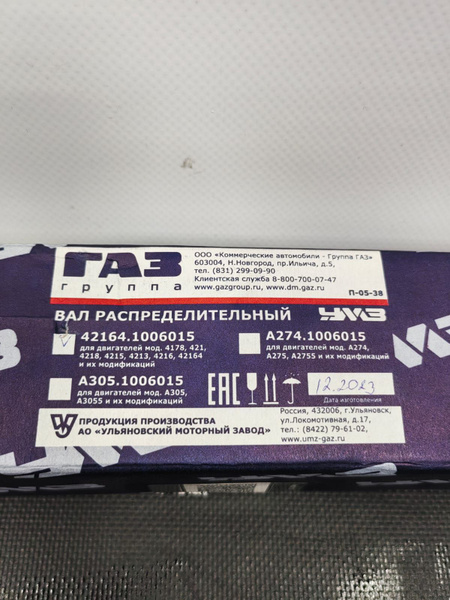 ГАЗ
группа
ООО «Коммерческие автомобили - Группа ГАЗ»
603004, Н.Новгород, пр.Ильича, д.5,
тел. (831) 299-09-90
Клиентская служба 8-800-700-07-47
www.gazgroup.ru, www.dm.gaz.ru
П-05-38
ВАЛ РАСПРЕДЕЛИТЕЛЬНЫЙ
УМЗ
V 42164.1006015
для двигателей мод. 4178, 421,
4218, 4215, 4213, 4216, 42164
и их модификаций
А274.1006015
для двигателей мод. А274,
А275, А2755 и их модификаций
А305.1006015
для двигателей мод. А305,
А3055 и их модификаций
EAC
12.2023
Дата изготовления
ПРОДУКЦИЯ ПРОИЗВОДСТВА
АО «УЛЬЯНОВСКИЙ МОТОРНЫЙ ЗАВОД»
Россия, 432006, г.Ульяновск,
ул.Локомотивная, д.17,
тел.: (8422) 79-61-02,
www.umz-gaz.ru